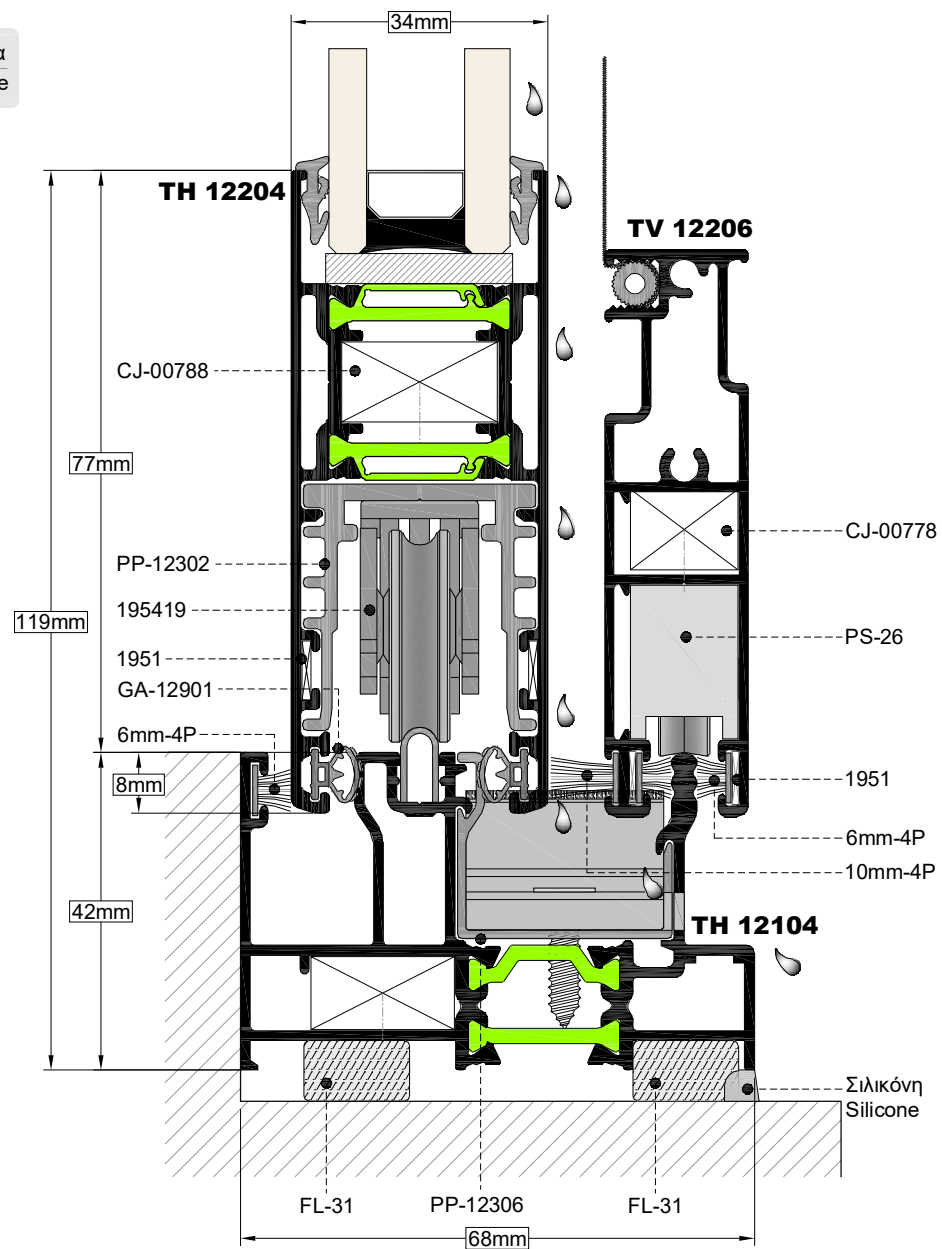 34mm
α
e
TH 12204
TV 12206
CJ-00788
77mm
CJ-00778
PP-12302
195419
119mm
PS-26
1951
GA-12901
6mm-4P
8mm
1951
6mm-4P
10mm-4P
42mm
TH 12104
Σιλικόνη
Silicone
FL-31
PP-12306
FL-31
68mm